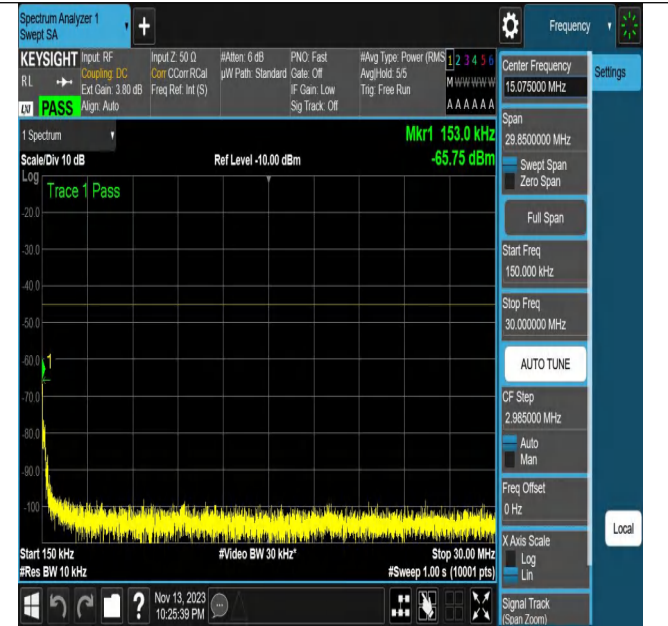 Spectrum Analyzer 1
Swept SA
+
Frequency
KEYSIGHT
RL
LXI
PASS
Input: RF
Coupling: DC
Ext Gain: 3.80 dB
Align: Auto
Input Z: 50 Ω
Corr CCorr RCal
Freq Ref: Int (S)
#Atten: 6 dB
µW Path: Standard
PNO: Fast
Gate: Off
IF Gain: Low
Sig Track: Off
#Avg Type: Power (RMS
Avg|Hold: 5/5
Trig: Free Run
1 2 3 4 5 6
M W W W W W
A A A A A A
1 Spectrum
Mkr1 153.0 kHz
Scale/Div 10 dB
Ref Level -10.00 dBm
-65.75 dBm
Log
Trace 1 Pass
-20.0
-30.0
-40.0
-50.0
-60.0
1
-70.0
-80.0
-90.0
-100
Start 150 kHz
#Video BW 30 kHz*
Stop 30.00 MHz
#Res BW 10 kHz
#Sweep 1.00 s (10001 pts)
Center Frequency
15.075000 MHz
Settings
Span
29.8500000 MHz
Swept Span
Zero Span
Full Span
Start Freq
150.000 kHz
Stop Freq
30.000000 MHz
AUTO TUNE
CF Step
2.985000 MHz
Auto
Man
Freq Offset
0 Hz
Local
X Axis Scale
Log
Lin
Signal Track
(Span Zoom)
?
Nov 13, 2023
10:25:39 PM